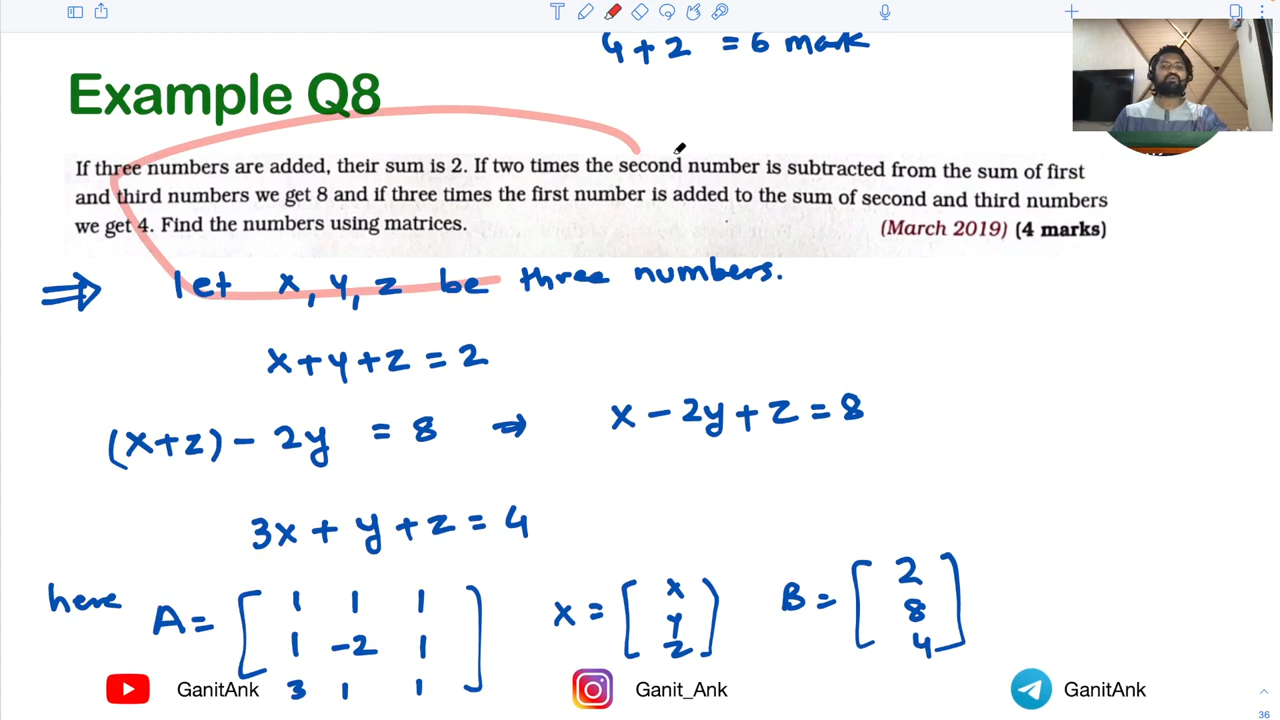 4 + 2 = 6 mark
Example Q8
If three numbers are added, their sum is 2. If two times the second number is subtracted from the sum of first
and third numbers we get 8 and if three times the first number is added to the sum of second and third numbers
we get 4. Find the numbers using matrices. (March 2019) (4 marks)
⇒ let x, y, z be three numbers.
x+y+z=2
(x+z)-2y = 8 → x-2y+z=8
3x+y+z=4
here A= [ 1 1 1 X= [ x B= [ 2
1 -2 1 y 8
3 1 1 ] z ] 4 ]
GanitAnk Ganit_Ank GanitAnk
36